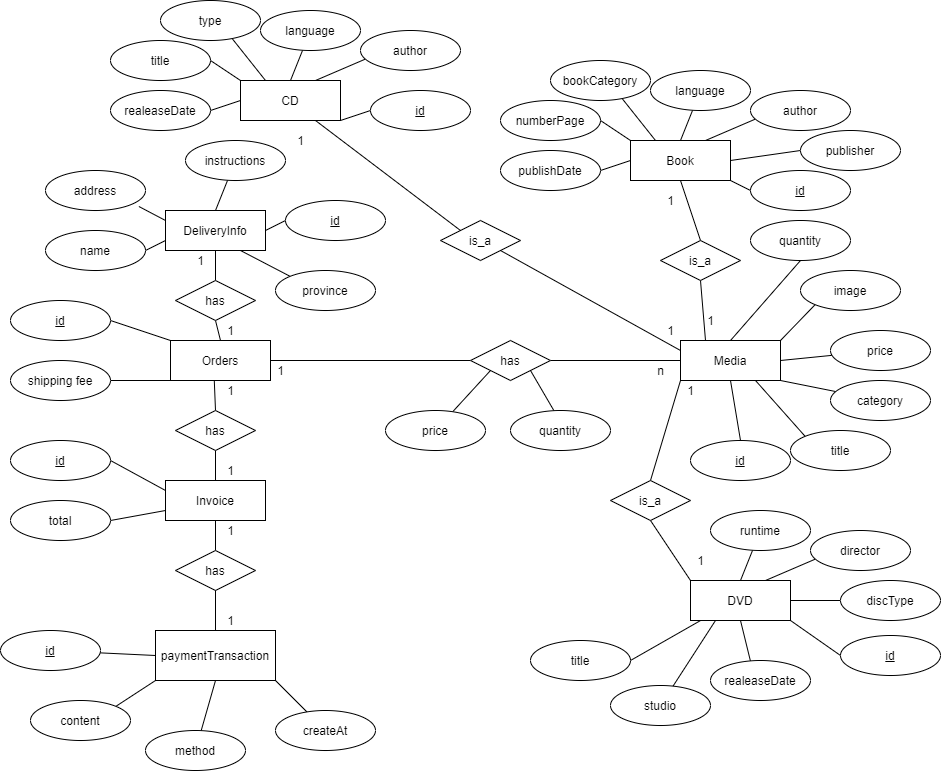 type
language
title
author
CD
realeaseDate
id
1
bookCategory
language
numberPage
author
Book
publisher
publishDate
id
1
instructions
address
id
DeliveryInfo
name
1
province
is_a
is_a
quantity
image
has
id
1
1
1
Orders
shipping fee
1
1
has
price
quantity
n
Media
1
price
category
title
id
has
id
1
Invoice
total
1
has
1
is_a
1
runtime
director
DVD
discType
id
title
studio
realeaseDate
id
paymentTransaction
content
method
createAt